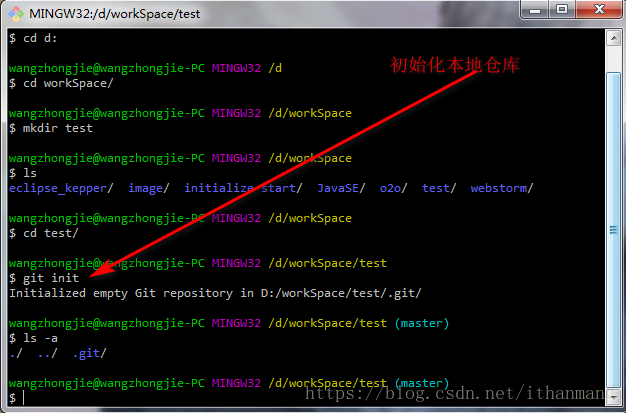 MINGW32:/d/workSpace/test
$ cd d:
初始化本地仓库
wangzhongjie@wangzhongjie-PC MINGW32 /d
$ cd workSpace/
wangzhongjie@wangzhongjie-PC MINGW32 /d/workSpace
$ mkdir test
wangzhongjie@wangzhongjie-PC MINGW32 /d/workSpace
$ ls
eclipse_kepper/ image/ initialize start/ JavaSE/ o2o/ test/ webstorm/
wangzhongjie@wangzhongjie-PC MINGW32 /d/workSpace
$ cd test/
wangzhongjie@wangzhongjie-PC MINGW32 /d/workSpace/test
$ git init
Initialized empty Git repository in D:/workSpace/test/.git/
wangzhongjie@wangzhongjie-PC MINGW32 /d/workSpace/test (master)
$ ls -a
./ ../ .git/
wangzhongjie@wangzhongjie-PC MINGW32 /d/workSpace/test (master)
$
https://blog.csdn.net/ithanmang